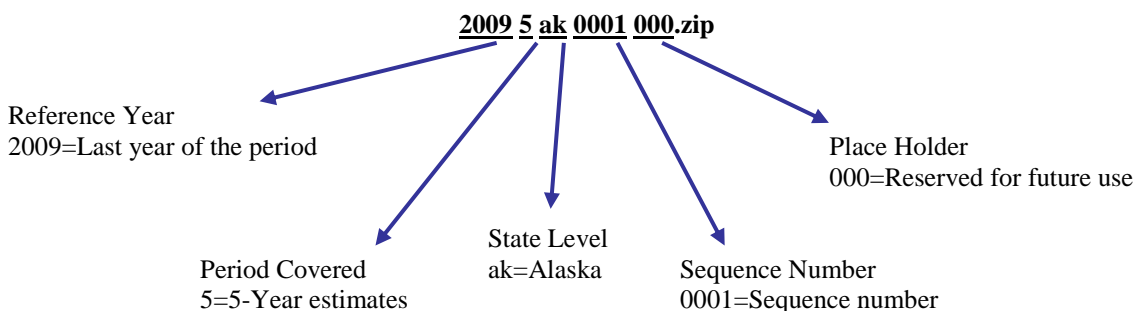 2009 5 ak 0001 000.zip
Reference Year
2009=Last year of the period
Place Holder
000=Reserved for future use
State Level
ak=Alaska
Period Covered
5=5-Year estimates
Sequence Number
0001=Sequence number